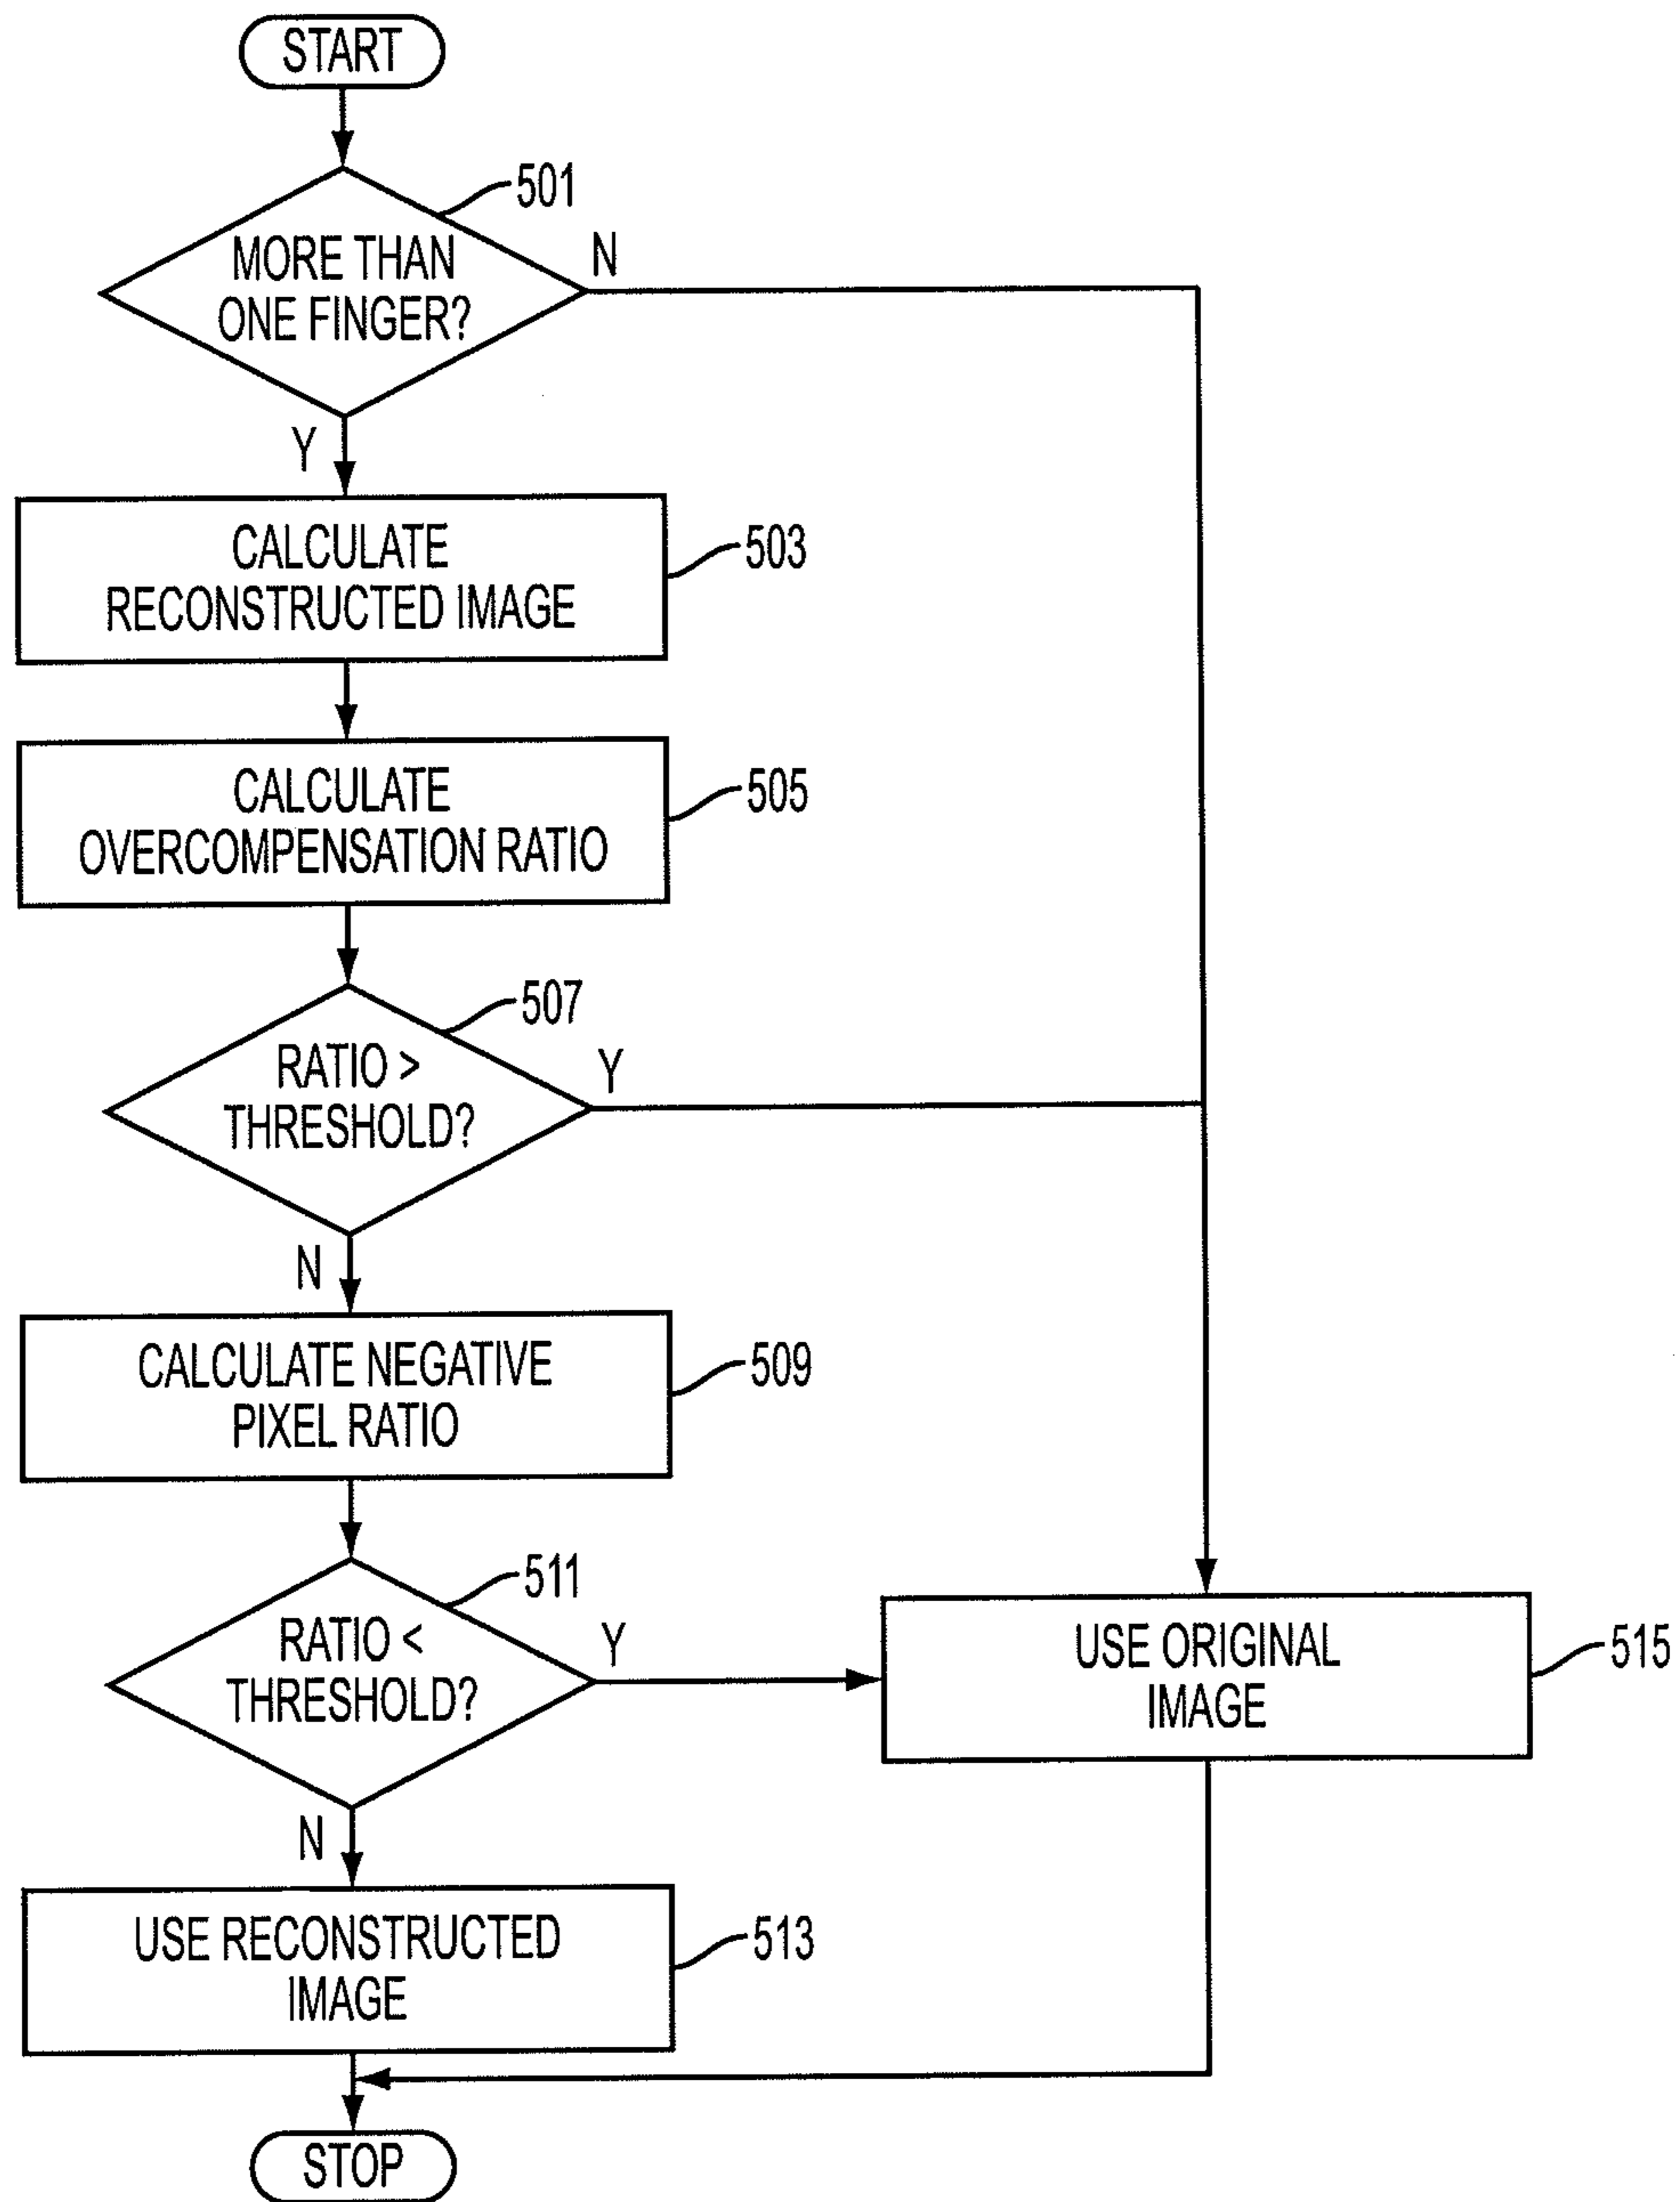 START
501
MORE THAN
ONE FINGER?
N
Y
CALCULATE
RECONSTRUCTED IMAGE
503
CALCULATE
OVERCOMPENSATION RATIO
505
507
RATIO >
THRESHOLD?
Y
N
CALCULATE NEGATIVE
PIXEL RATIO
509
511
RATIO <
THRESHOLD?
Y
USE ORIGINAL
IMAGE
515
N
USE RECONSTRUCTED
IMAGE
513
STOP